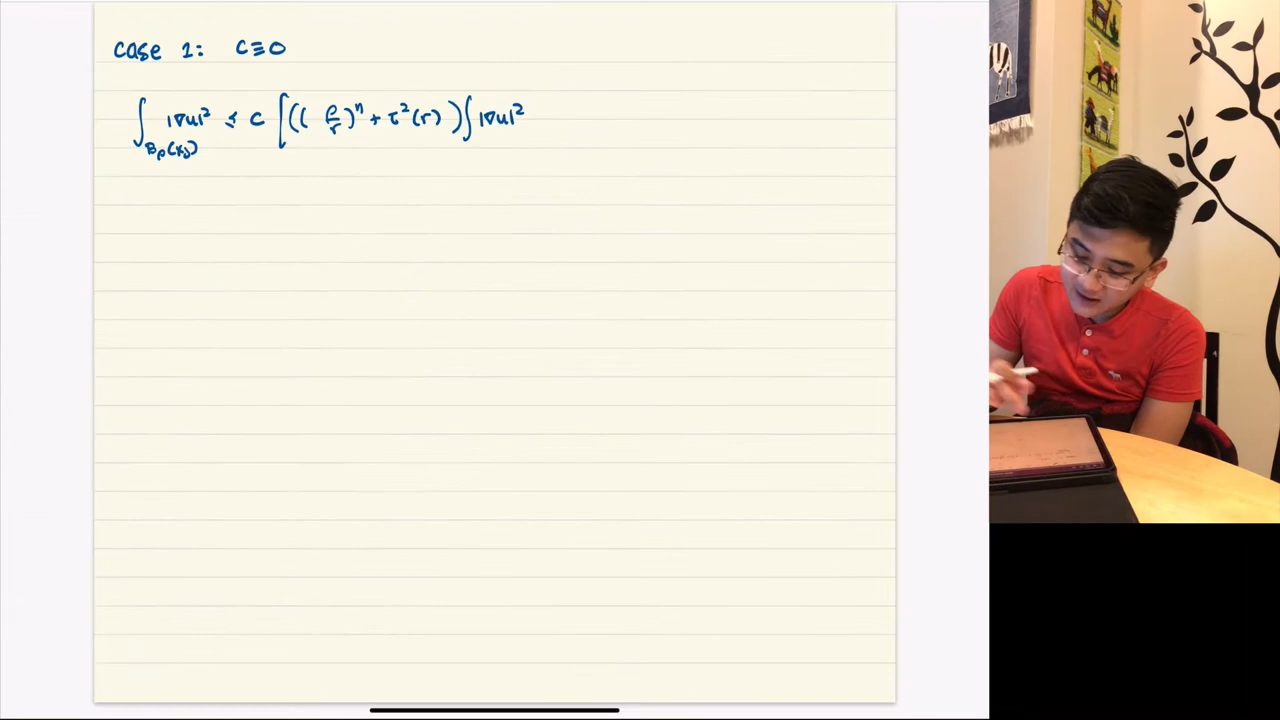 Case 1: C≡0
∫_{B_ρ(x_0)} |∇u|² ≤ C [ (( ρ/r )ⁿ + τ²(r) ) ∫ |∇u|²